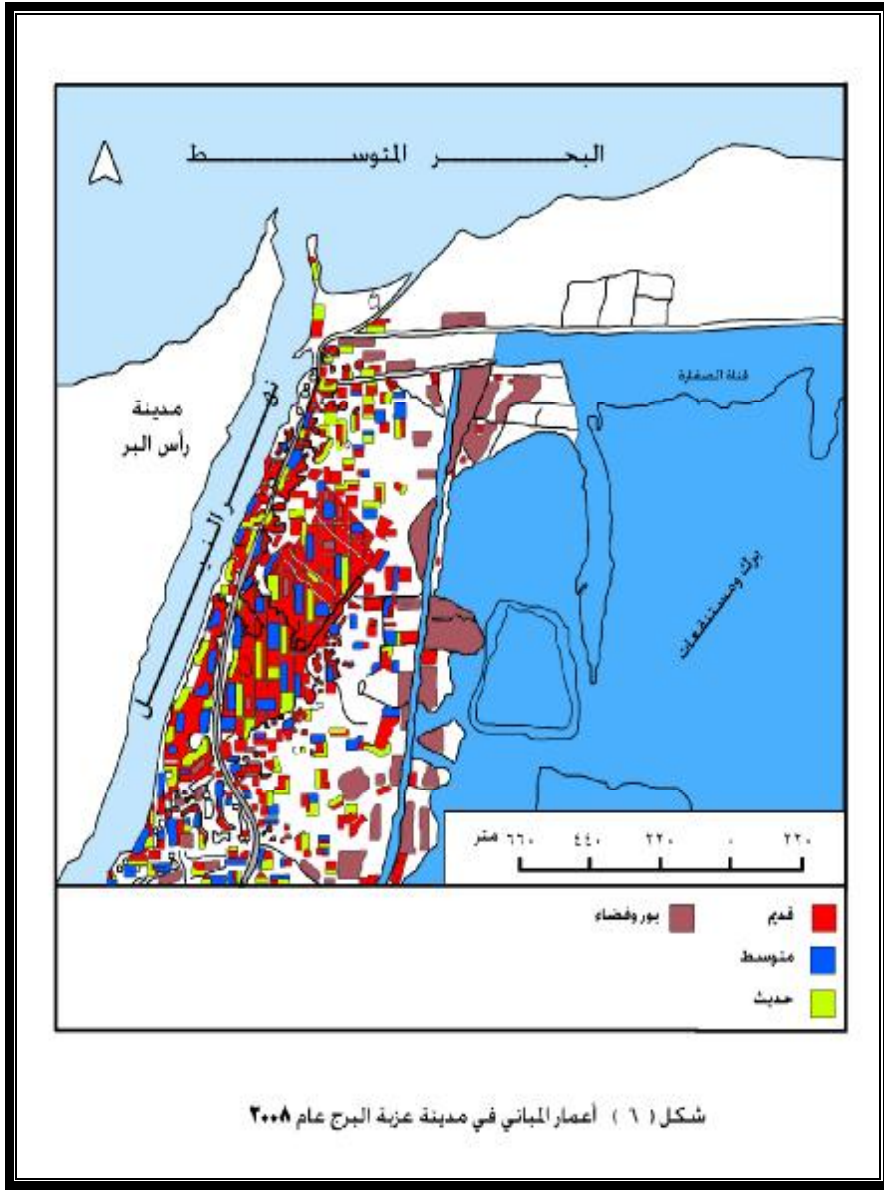 البحر المتوسط
مدينة
رأس البر
نهر النيل
قناة الصفارة
برك ومستنقعات
٢٢٠ ٠ ٢٢٠ ٤٤٠ ٦٦٠ متر
قديم
بور وفضاء
متوسط
حديث
شكل ( ٦ ) أعمار المباني في مدينة عزبة البرج عام ٢٠٠٨